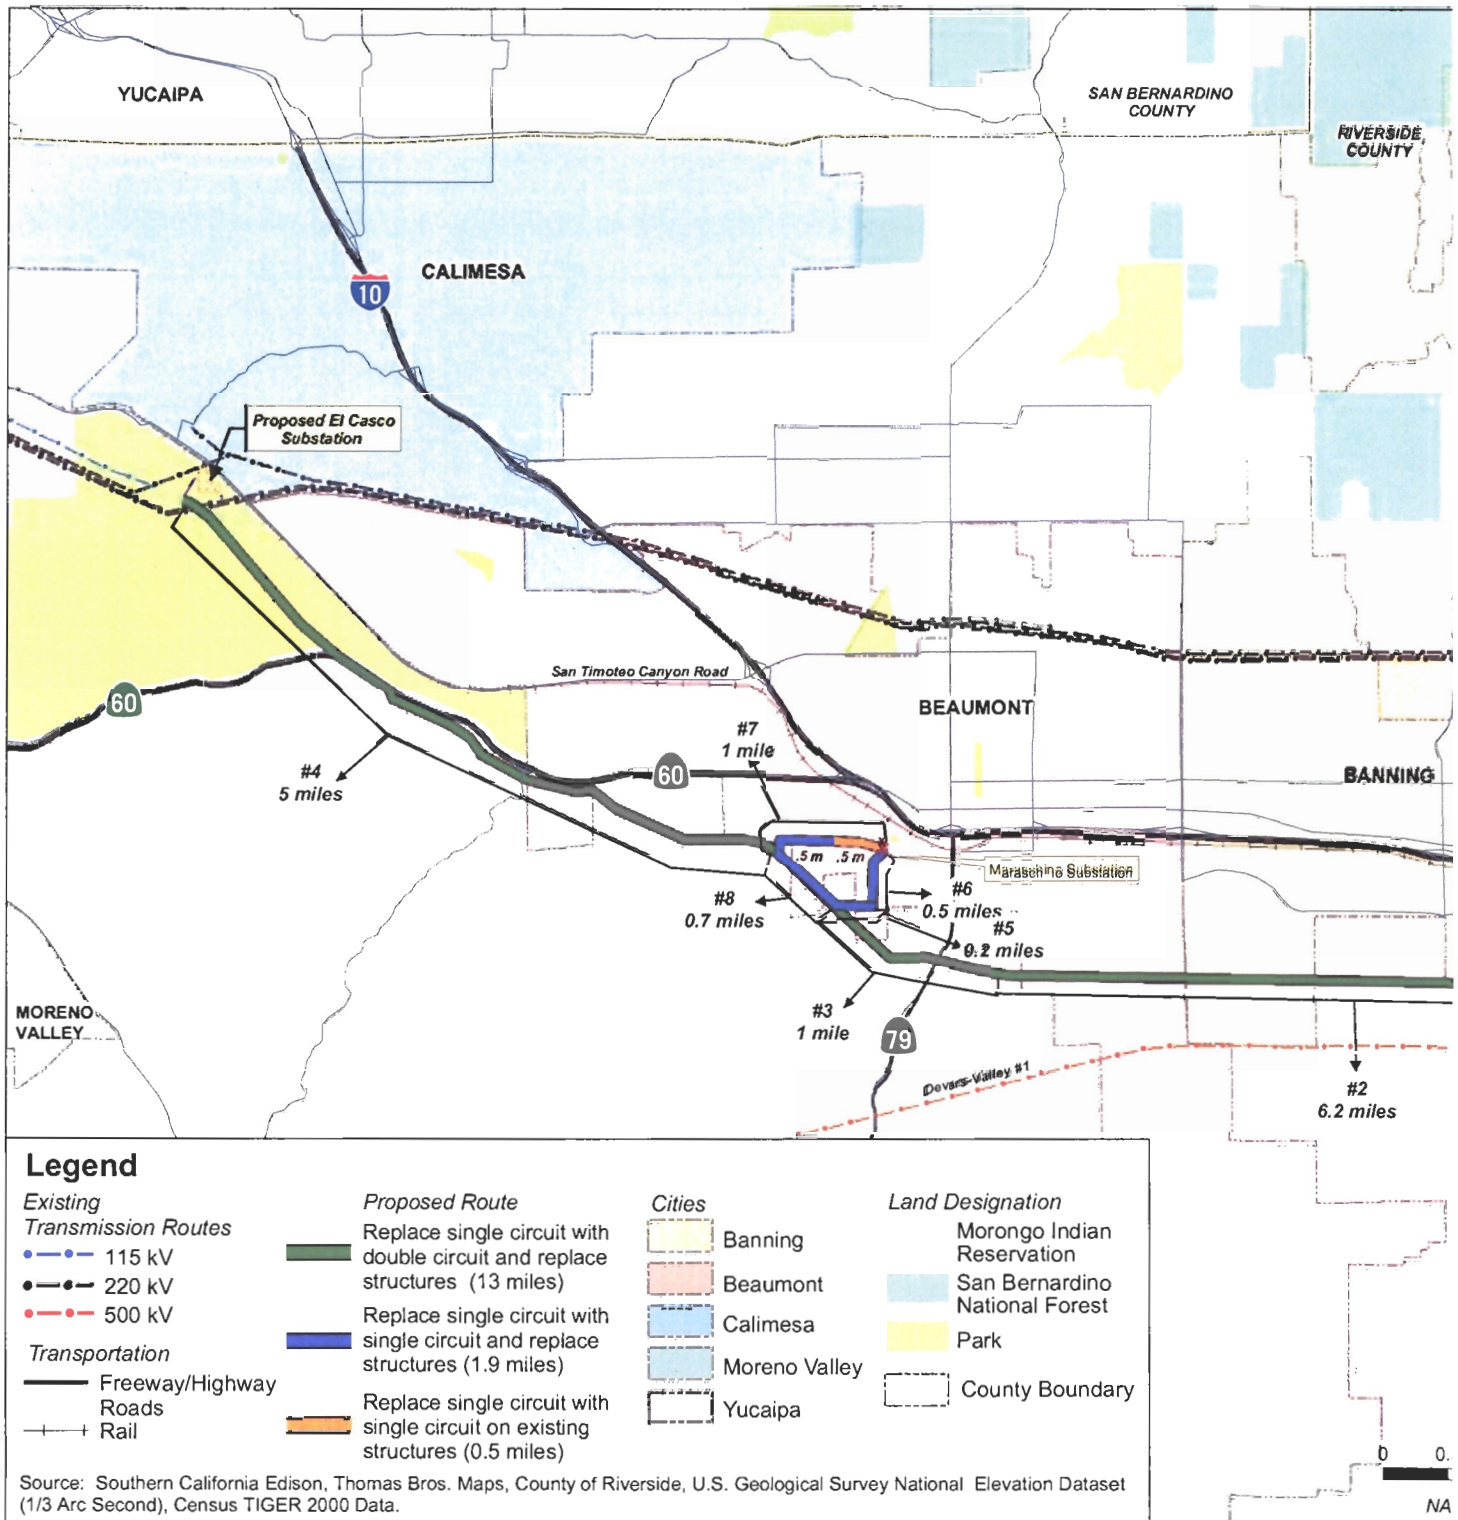 YUCAIPA
SAN BERNARDINO
COUNTY
RIVERSIDE
COUNTY
CALIMESA
10
Proposed El Casco
Substation
San Timoteo Canyon Road
60
BEAUMONT
#7
1 mile
60
#4
5 miles
BANNING
.5 m .5 m
Maraschino Substation
#8
0.7 miles
#6
0.5 miles
#5
0.2 miles
#3
1 mile
MORENO
VALLEY
79
Devers-Valley #1
#2
6.2 miles
Legend
Existing
Transmission Routes
115 kV
220 kV
500 kV
Transportation
Freeway/Highway
Roads
Rail
Proposed Route
Replace single circuit with
double circuit and replace
structures (13 miles)
Replace single circuit with
single circuit and replace
structures (1.9 miles)
Replace single circuit with
single circuit on existing
structures (0.5 miles)
Cities
Banning
Beaumont
Calimesa
Moreno Valley
Yucaipa
Land Designation
Morongo Indian
Reservation
San Bernardino
National Forest
Park
County Boundary
0 0.
NA
Source: Southern California Edison, Thomas Bros. Maps, County of Riverside, U.S. Geological Survey National Elevation Dataset
(1/3 Arc Second), Census TIGER 2000 Data.